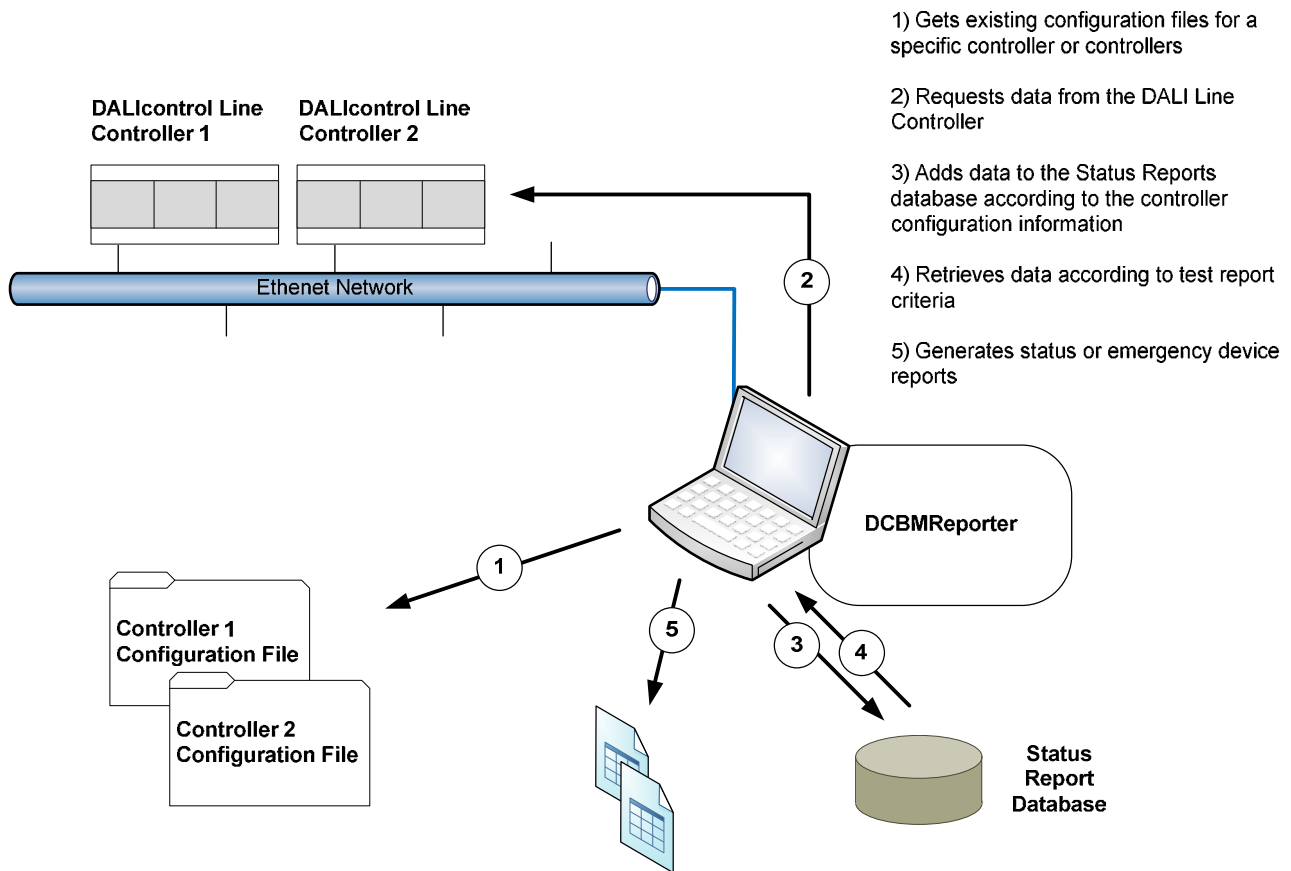 1) Gets existing configuration files for a
specific controller or controllers
2) Requests data from the DALI Line
Controller
3) Adds data to the Status Reports
database according to the controller
configuration information
4) Retrieves data according to test report
criteria
5) Generates status or emergency device
reports
DALIcontrol Line
Controller 1
DALIcontrol Line
Controller 2
Ethenet Network
2
DCBMReporter
1
Controller 1
Configuration File
Controller 2
Configuration File
5
3
4
Status
Report
Database